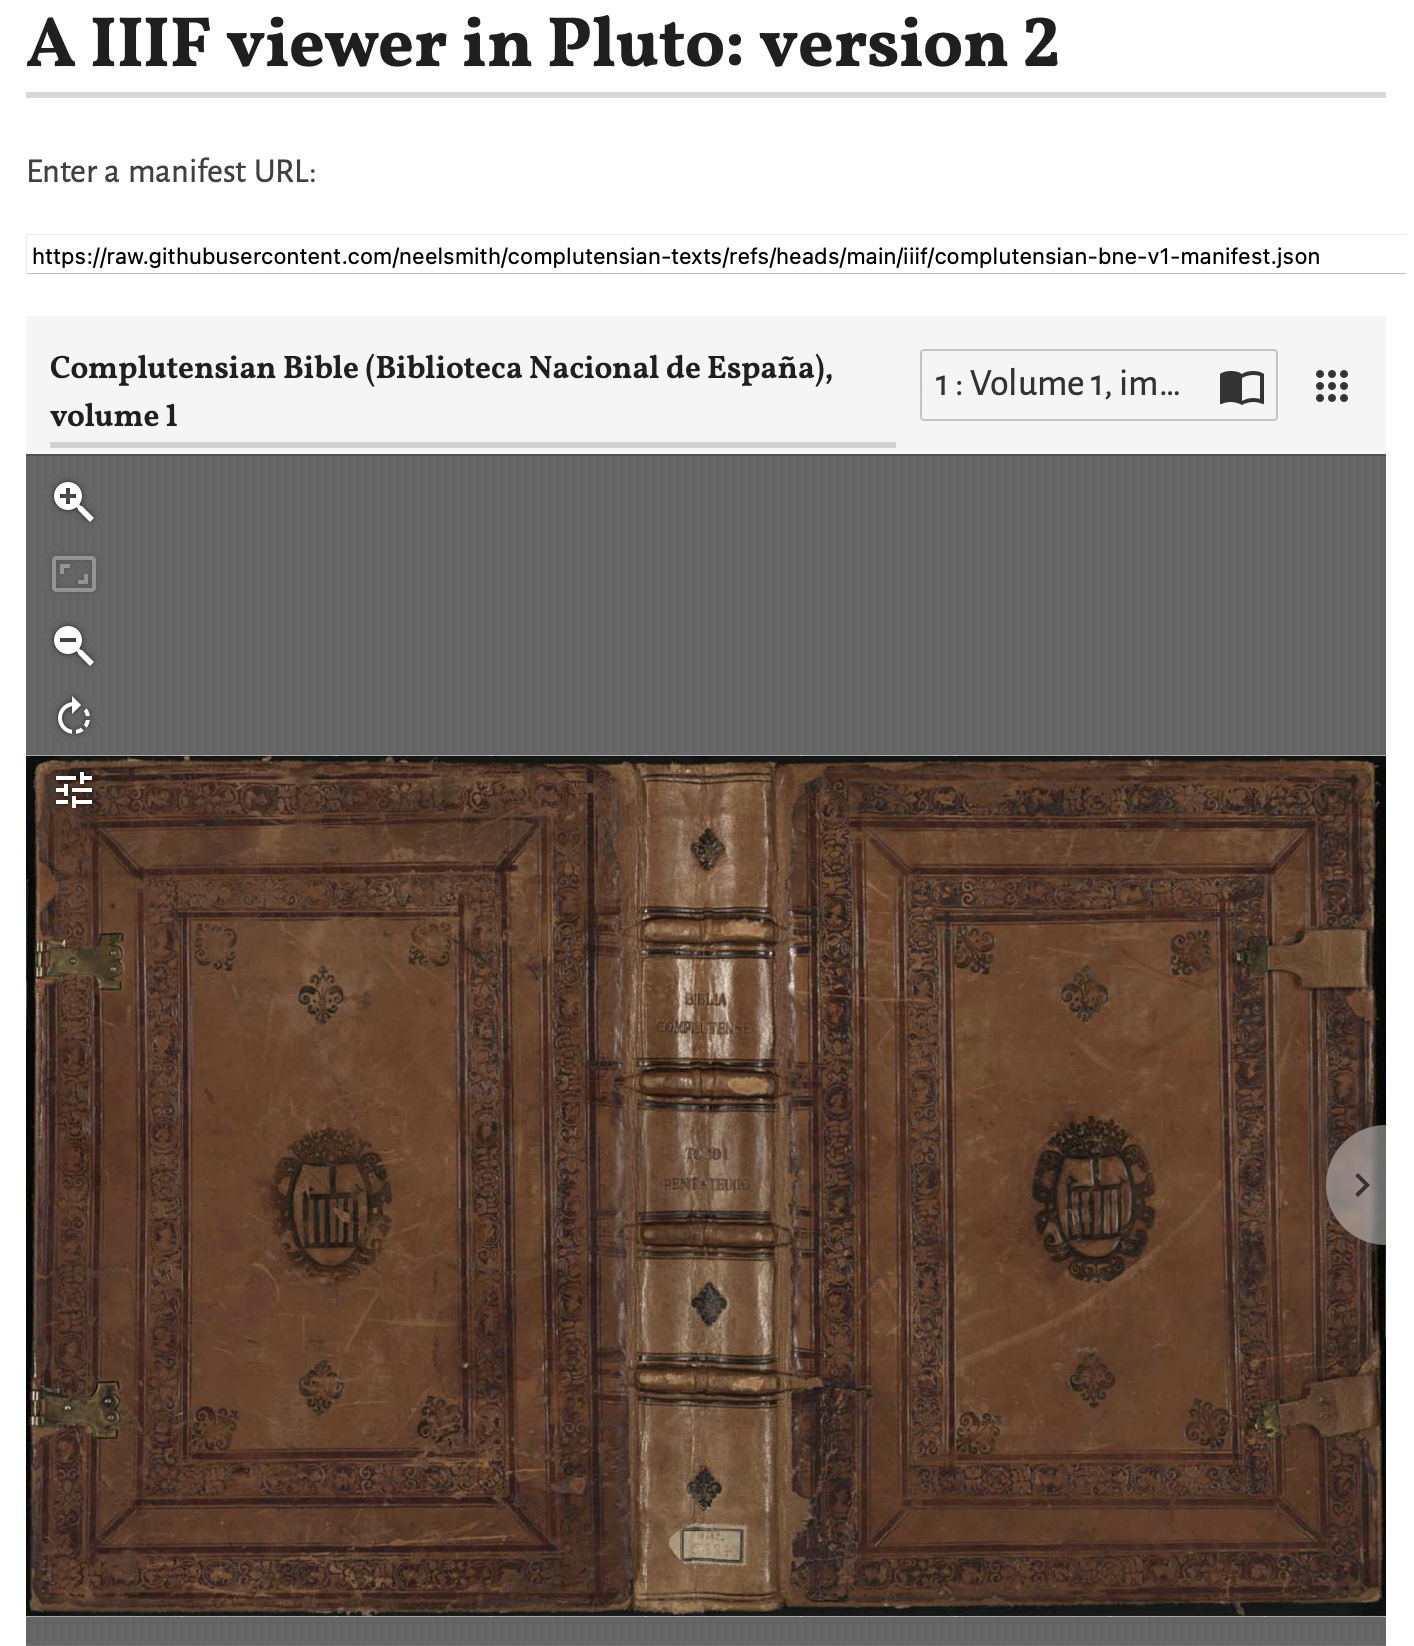 A IIIF viewer in Pluto: version 2
Enter a manifest URL:
https://raw.githubusercontent.com/neelsmith/complutensian-texts/refs/heads/main/iiif/complutensian-bne-v1-manifest.json
Complutensian Bible (Biblioteca Nacional de España),
volume 1
1 : Volume 1, im...
BIBLIA
COMPLUTENSE
TOMO I
PENTATEUCO